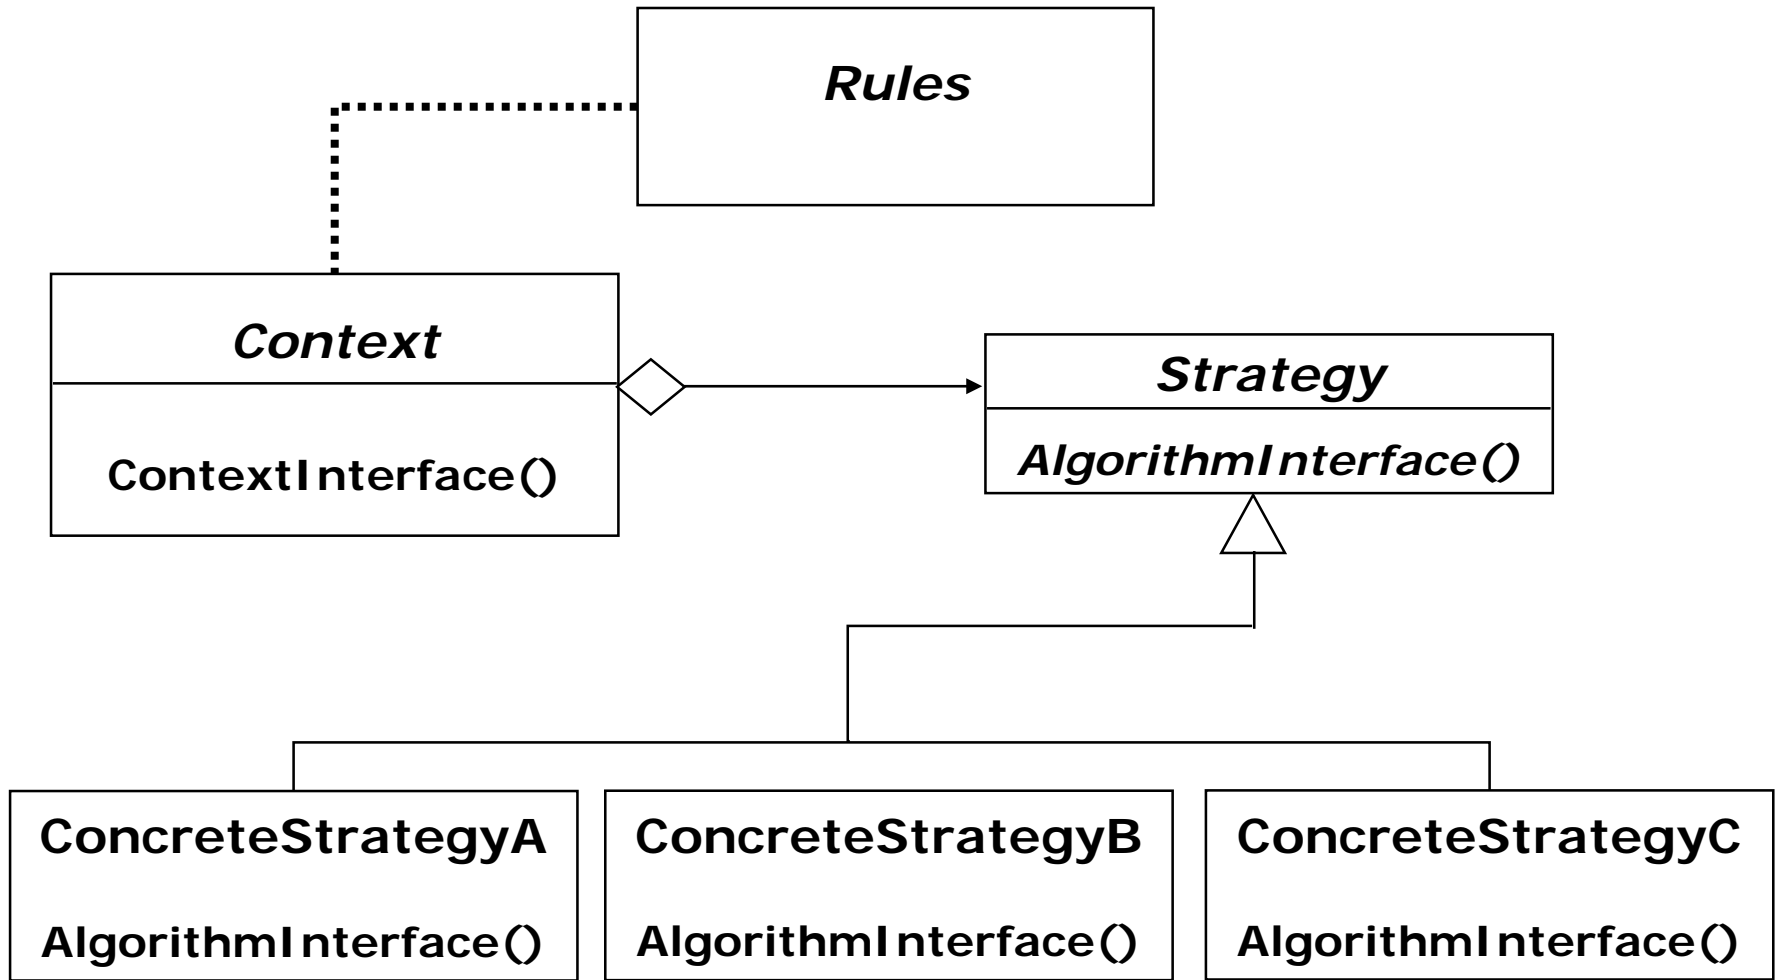 Rules
Context
ContextInterface()
Strategy
AlgorithmInterface()
ConcreteStrategyA
AlgorithmInterface()
ConcreteStrategyB
AlgorithmInterface()
ConcreteStrategyC
AlgorithmInterface()